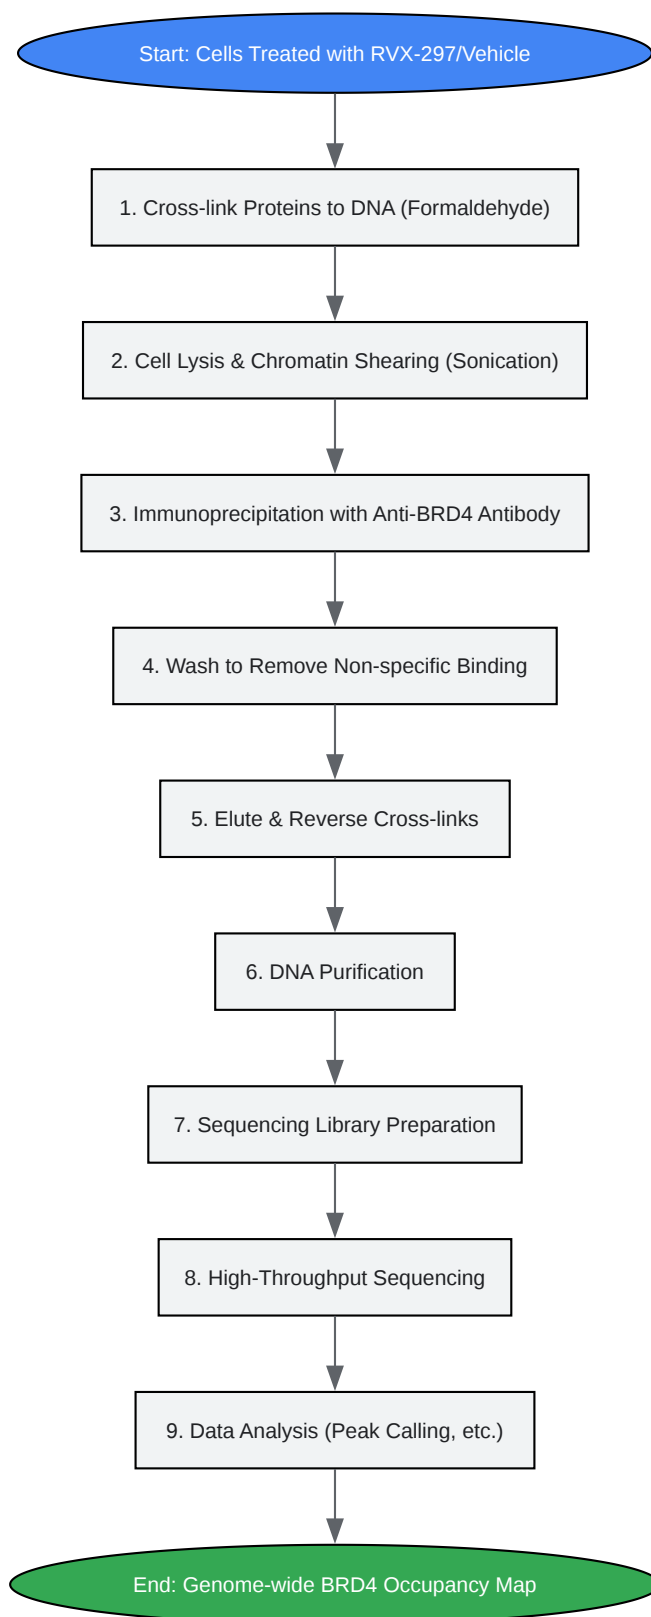 Start: Cells Treated with RVX-297/Vehicle
1. Cross-link Proteins to DNA (Formaldehyde)
2. Cell Lysis & Chromatin Shearing (Sonication)
3. Immunoprecipitation with Anti-BRD4 Antibody
4. Wash to Remove Non-specific Binding
5. Elute & Reverse Cross-links
6. DNA Purification
7. Sequencing Library Preparation
8. High-Throughput Sequencing
9. Data Analysis (Peak Calling, etc.)
End: Genome-wide BRD4 Occupancy Map